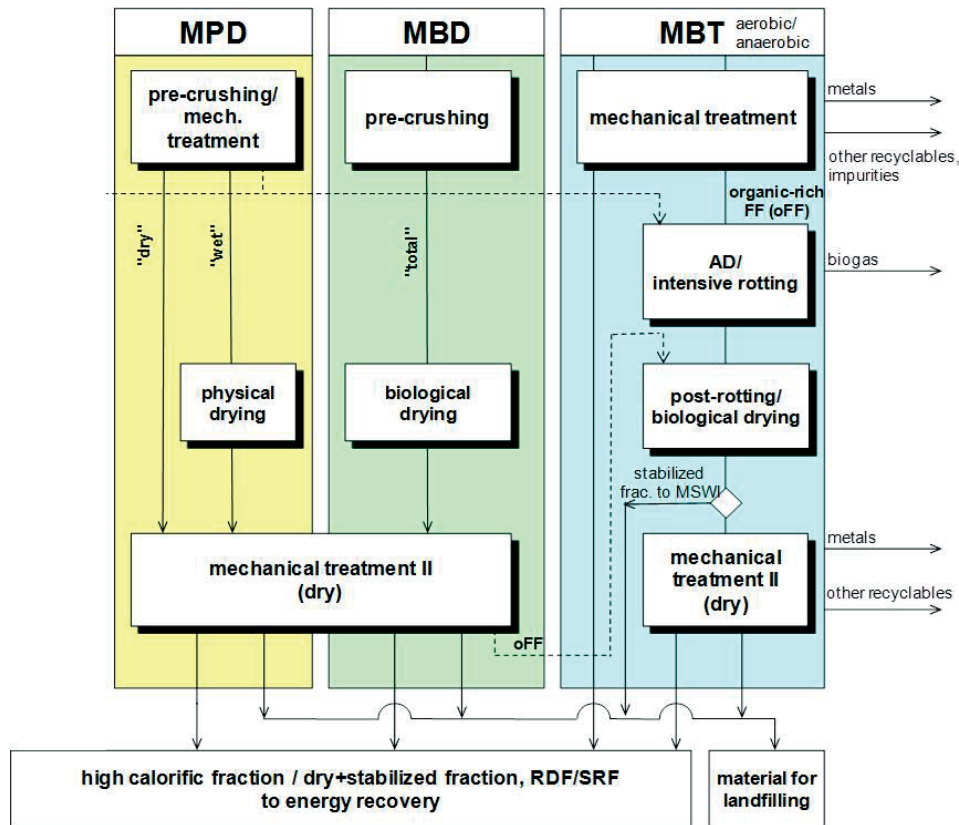 MPD
MBD
MBT
aerobic/
anaerobic
pre-crushing/
mech.
treatment
pre-crushing
mechanical treatment
metals
other recyclables,
impurities
organic-rich
FF (oFF)
"dry"
"wet"
"total"
AD/
intensive rotting
biogas
physical
drying
biological
drying
post-rotting/
biological drying
stabilized
frac. to MSWI
mechanical treatment II
(dry)
mechanical
treatment II
(dry)
metals
other recyclables
oFF
high calorific fraction / dry+stabilized fraction, RDF/SRF
to energy recovery
material for
landfilling